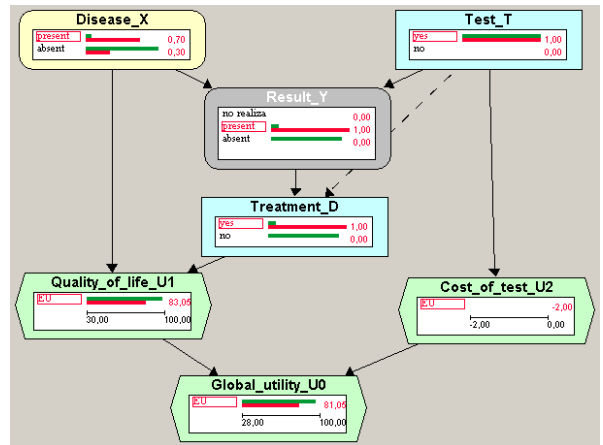 Disease_X
present 0,70
absent 0,30
Test_T
yes 1,00
no 0,00
Result_Y
no realiza 0,00
present 1,00
absent 0,00
Treatment_D
yes 1,00
no 0,00
Quality_of_life_U1
EU 83,05
30,00 100,00
Cost_of_test_U2
EU -2,00
-2,00 0,00
Global_utility_U0
EU 81,05
28,00 100,00